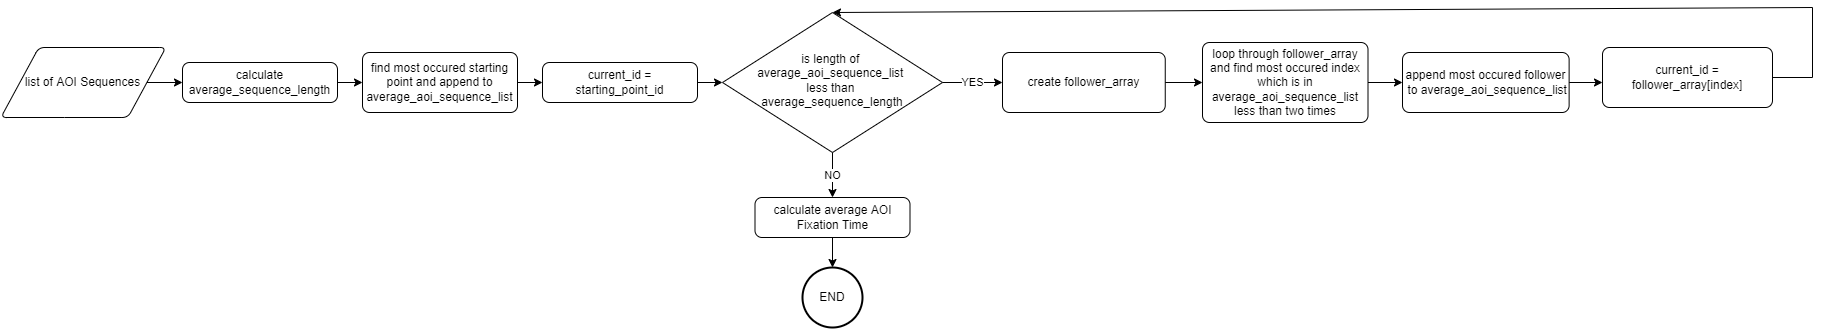 list of AOI Sequences
calculate
average_sequence_length
find most occured starting
point and append to
average_aoi_sequence_list
current_id =
starting_point_id
is length of
average_aoi_sequence_list
less than
average_sequence_length
YES
create follower_array
loop through follower_array
and find most occured index
which is in
average_aoi_sequence_list
less than two times
append most occured follower
to average_aoi_sequence_list
current_id =
follower_array[index]
NO
calculate average AOI
Fixation Time
END